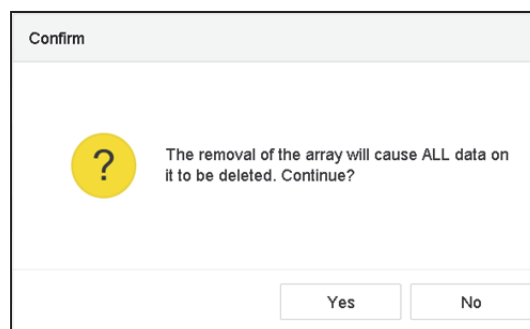 Confirm
?
The removal of the array will cause ALL data on
it to be deleted. Continue?
Yes
No